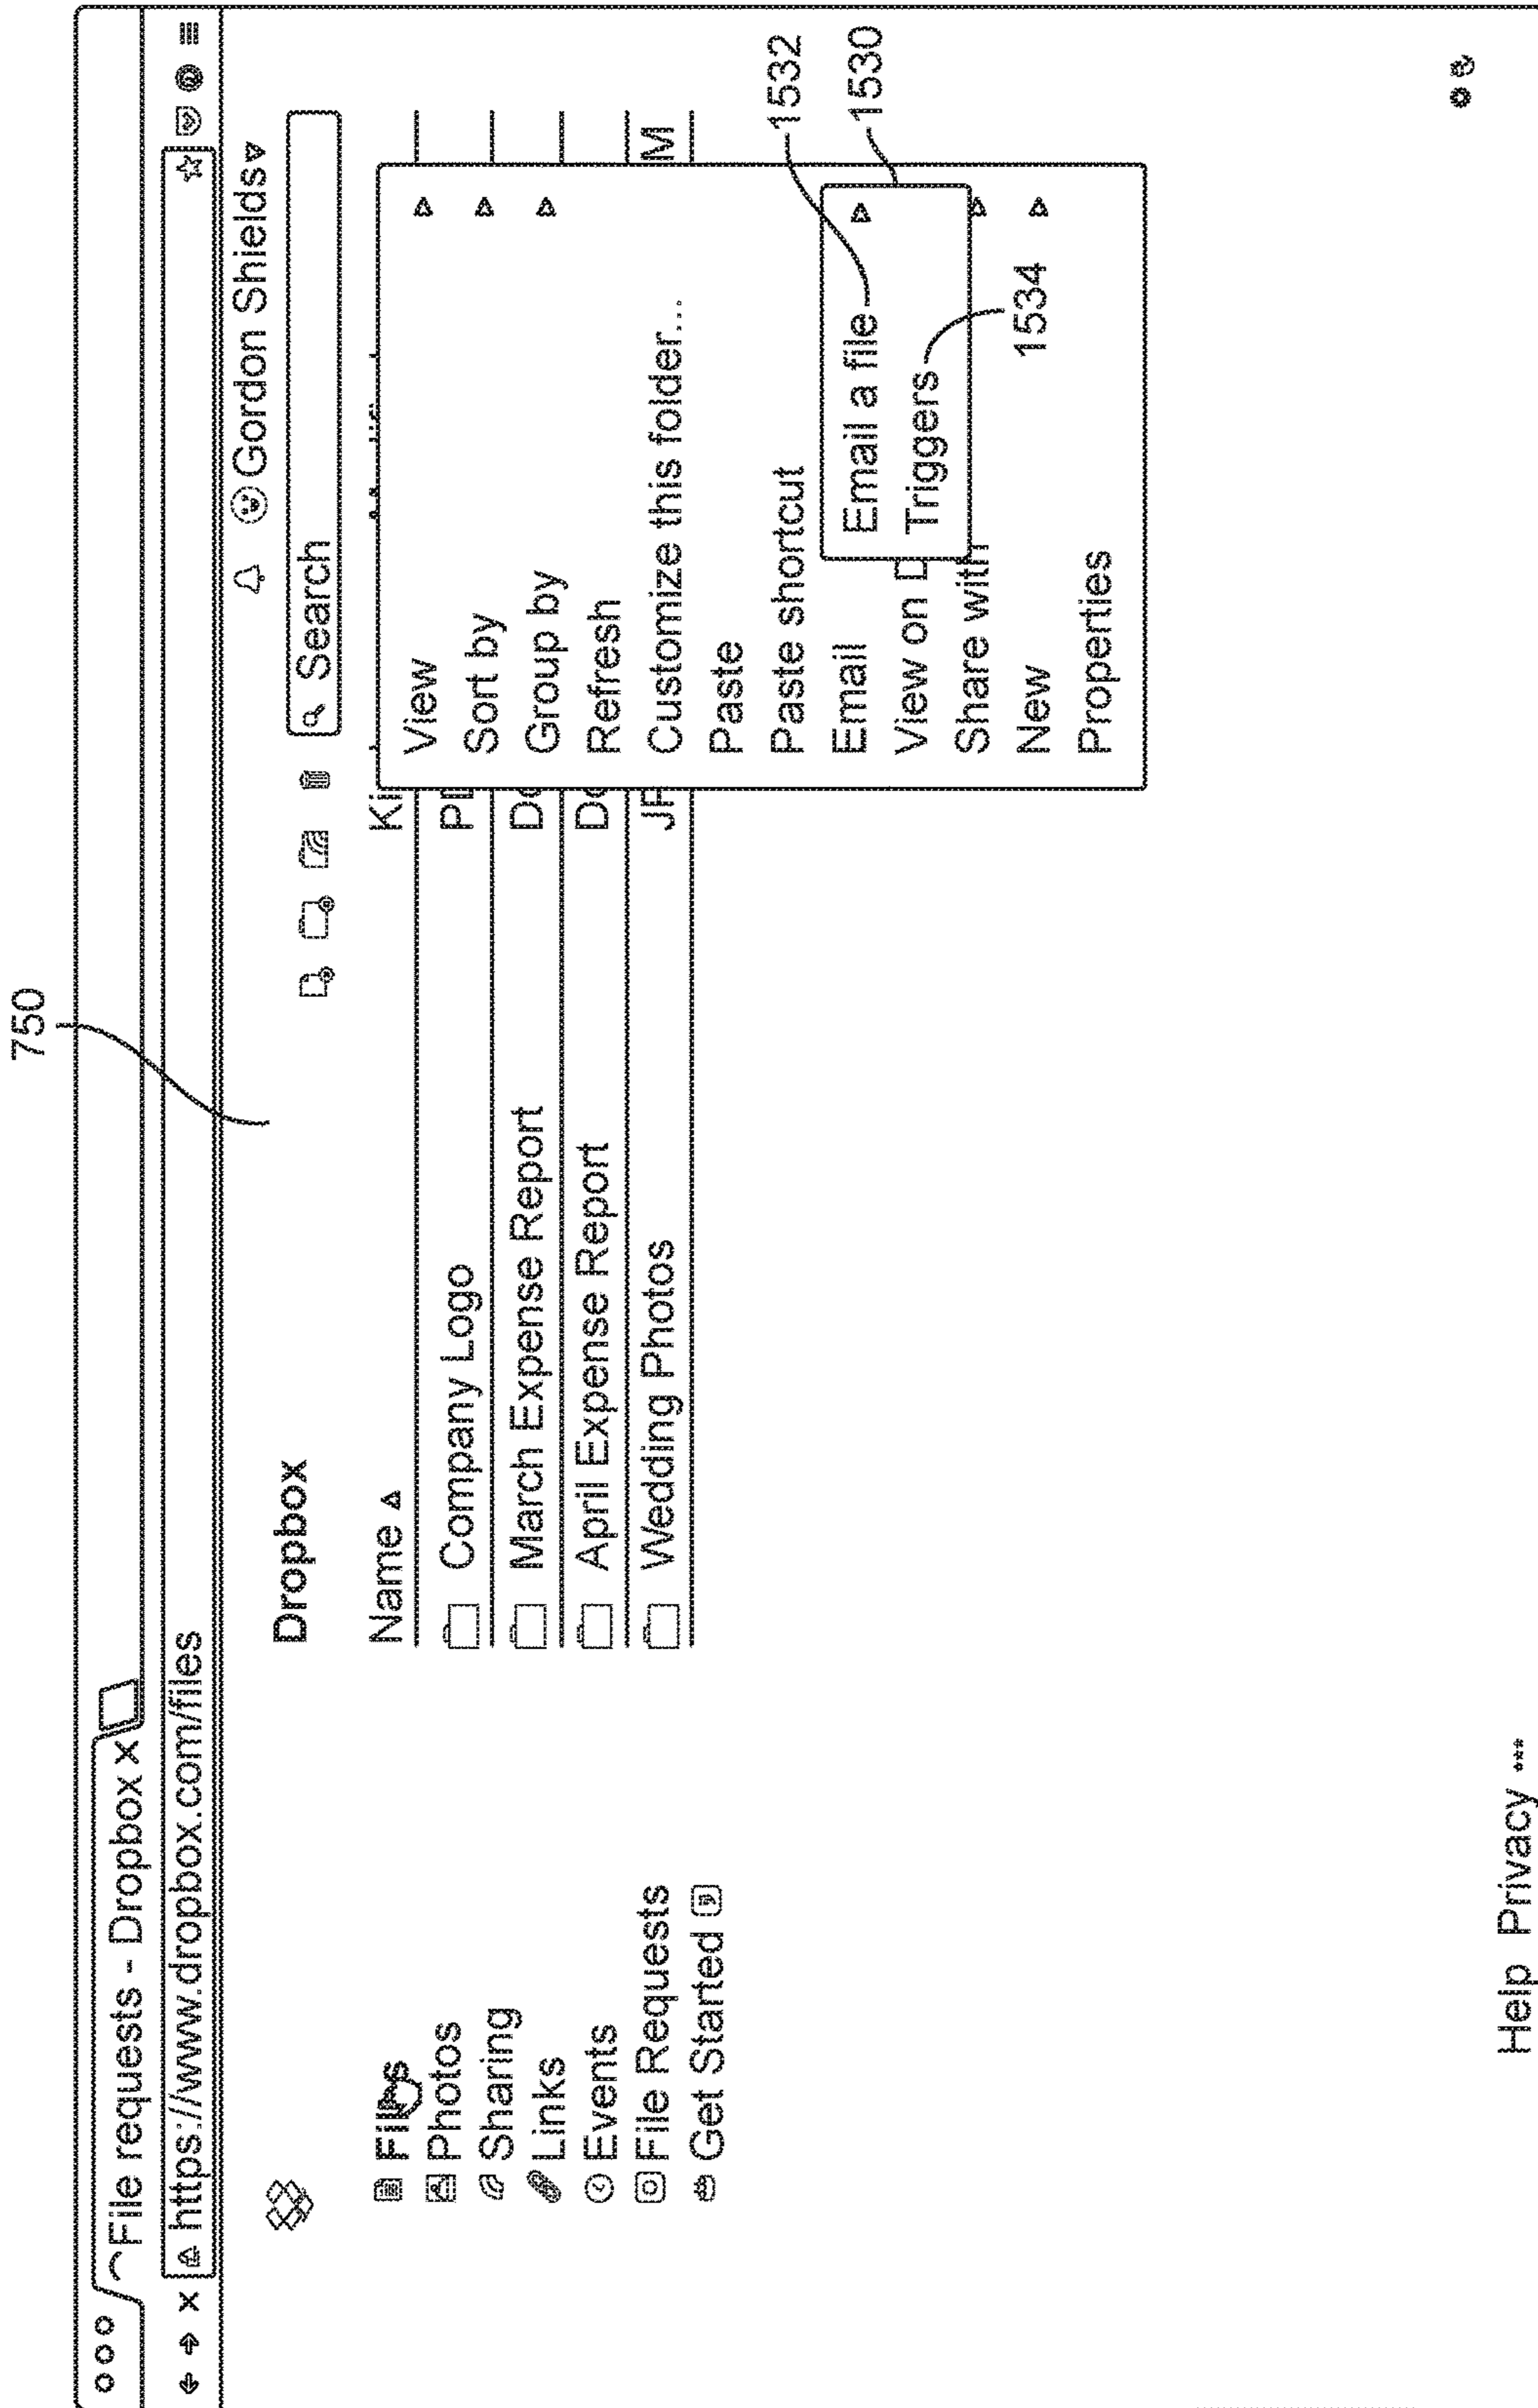 750
File requests - Dropbox x
https://www.dropbox.com/files
Gordon Shields
Dropbox
Search
Files
Photos
Sharing
Links
Events
File Requests
Get Started
Name
Ki
Company Logo
March Expense Report
DO
April Expense Report
DO
Wedding Photos
M
View
Sort by
Group by
Refresh
Customize this folder...
Paste
Paste shortcut
Email
View on D
Share with
New
Properties
Email a file
Triggers
1532
1530
1534
Help Privacy ***